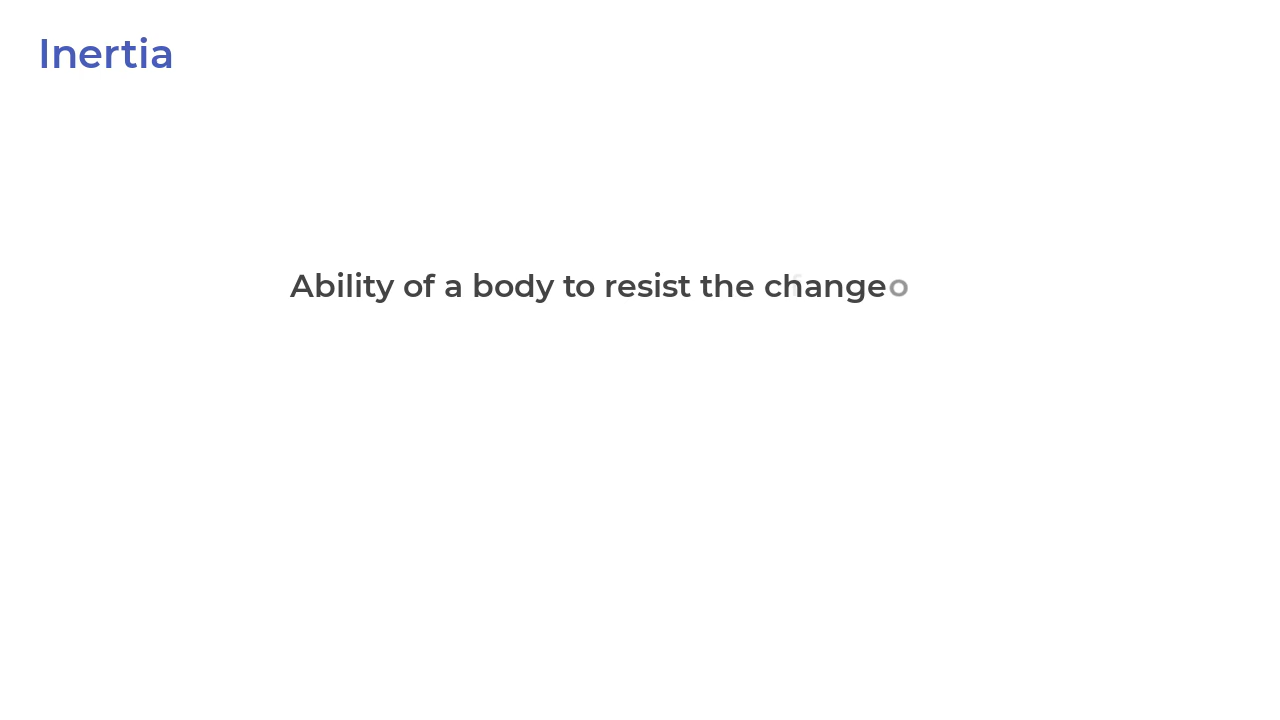 Inertia
Ability of a body to resist the change